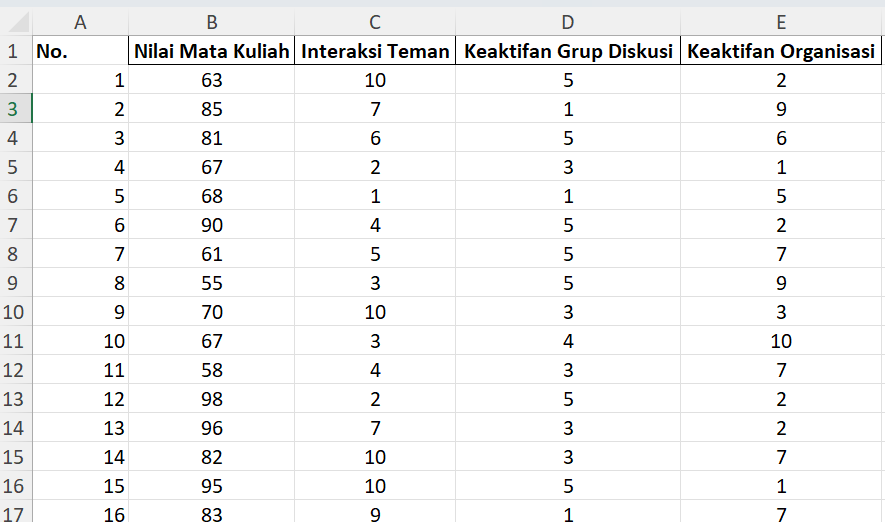 A B C D E
1 No. Nilai Mata Kuliah Interaksi Teman Keaktifan Grup Diskusi Keaktifan Organisasi
2 1 63 10 5 2
3 2 85 7 1 9
4 3 81 6 5 6
5 4 67 2 3 1
6 5 68 1 1 5
7 6 90 4 5 2
8 7 61 5 5 7
9 8 55 3 5 9
10 9 70 10 3 3
11 10 67 3 4 10
12 11 58 4 3 7
13 12 98 2 5 2
14 13 96 7 3 2
15 14 82 10 3 7
16 15 95 10 5 1
17 16 83 9 1 7